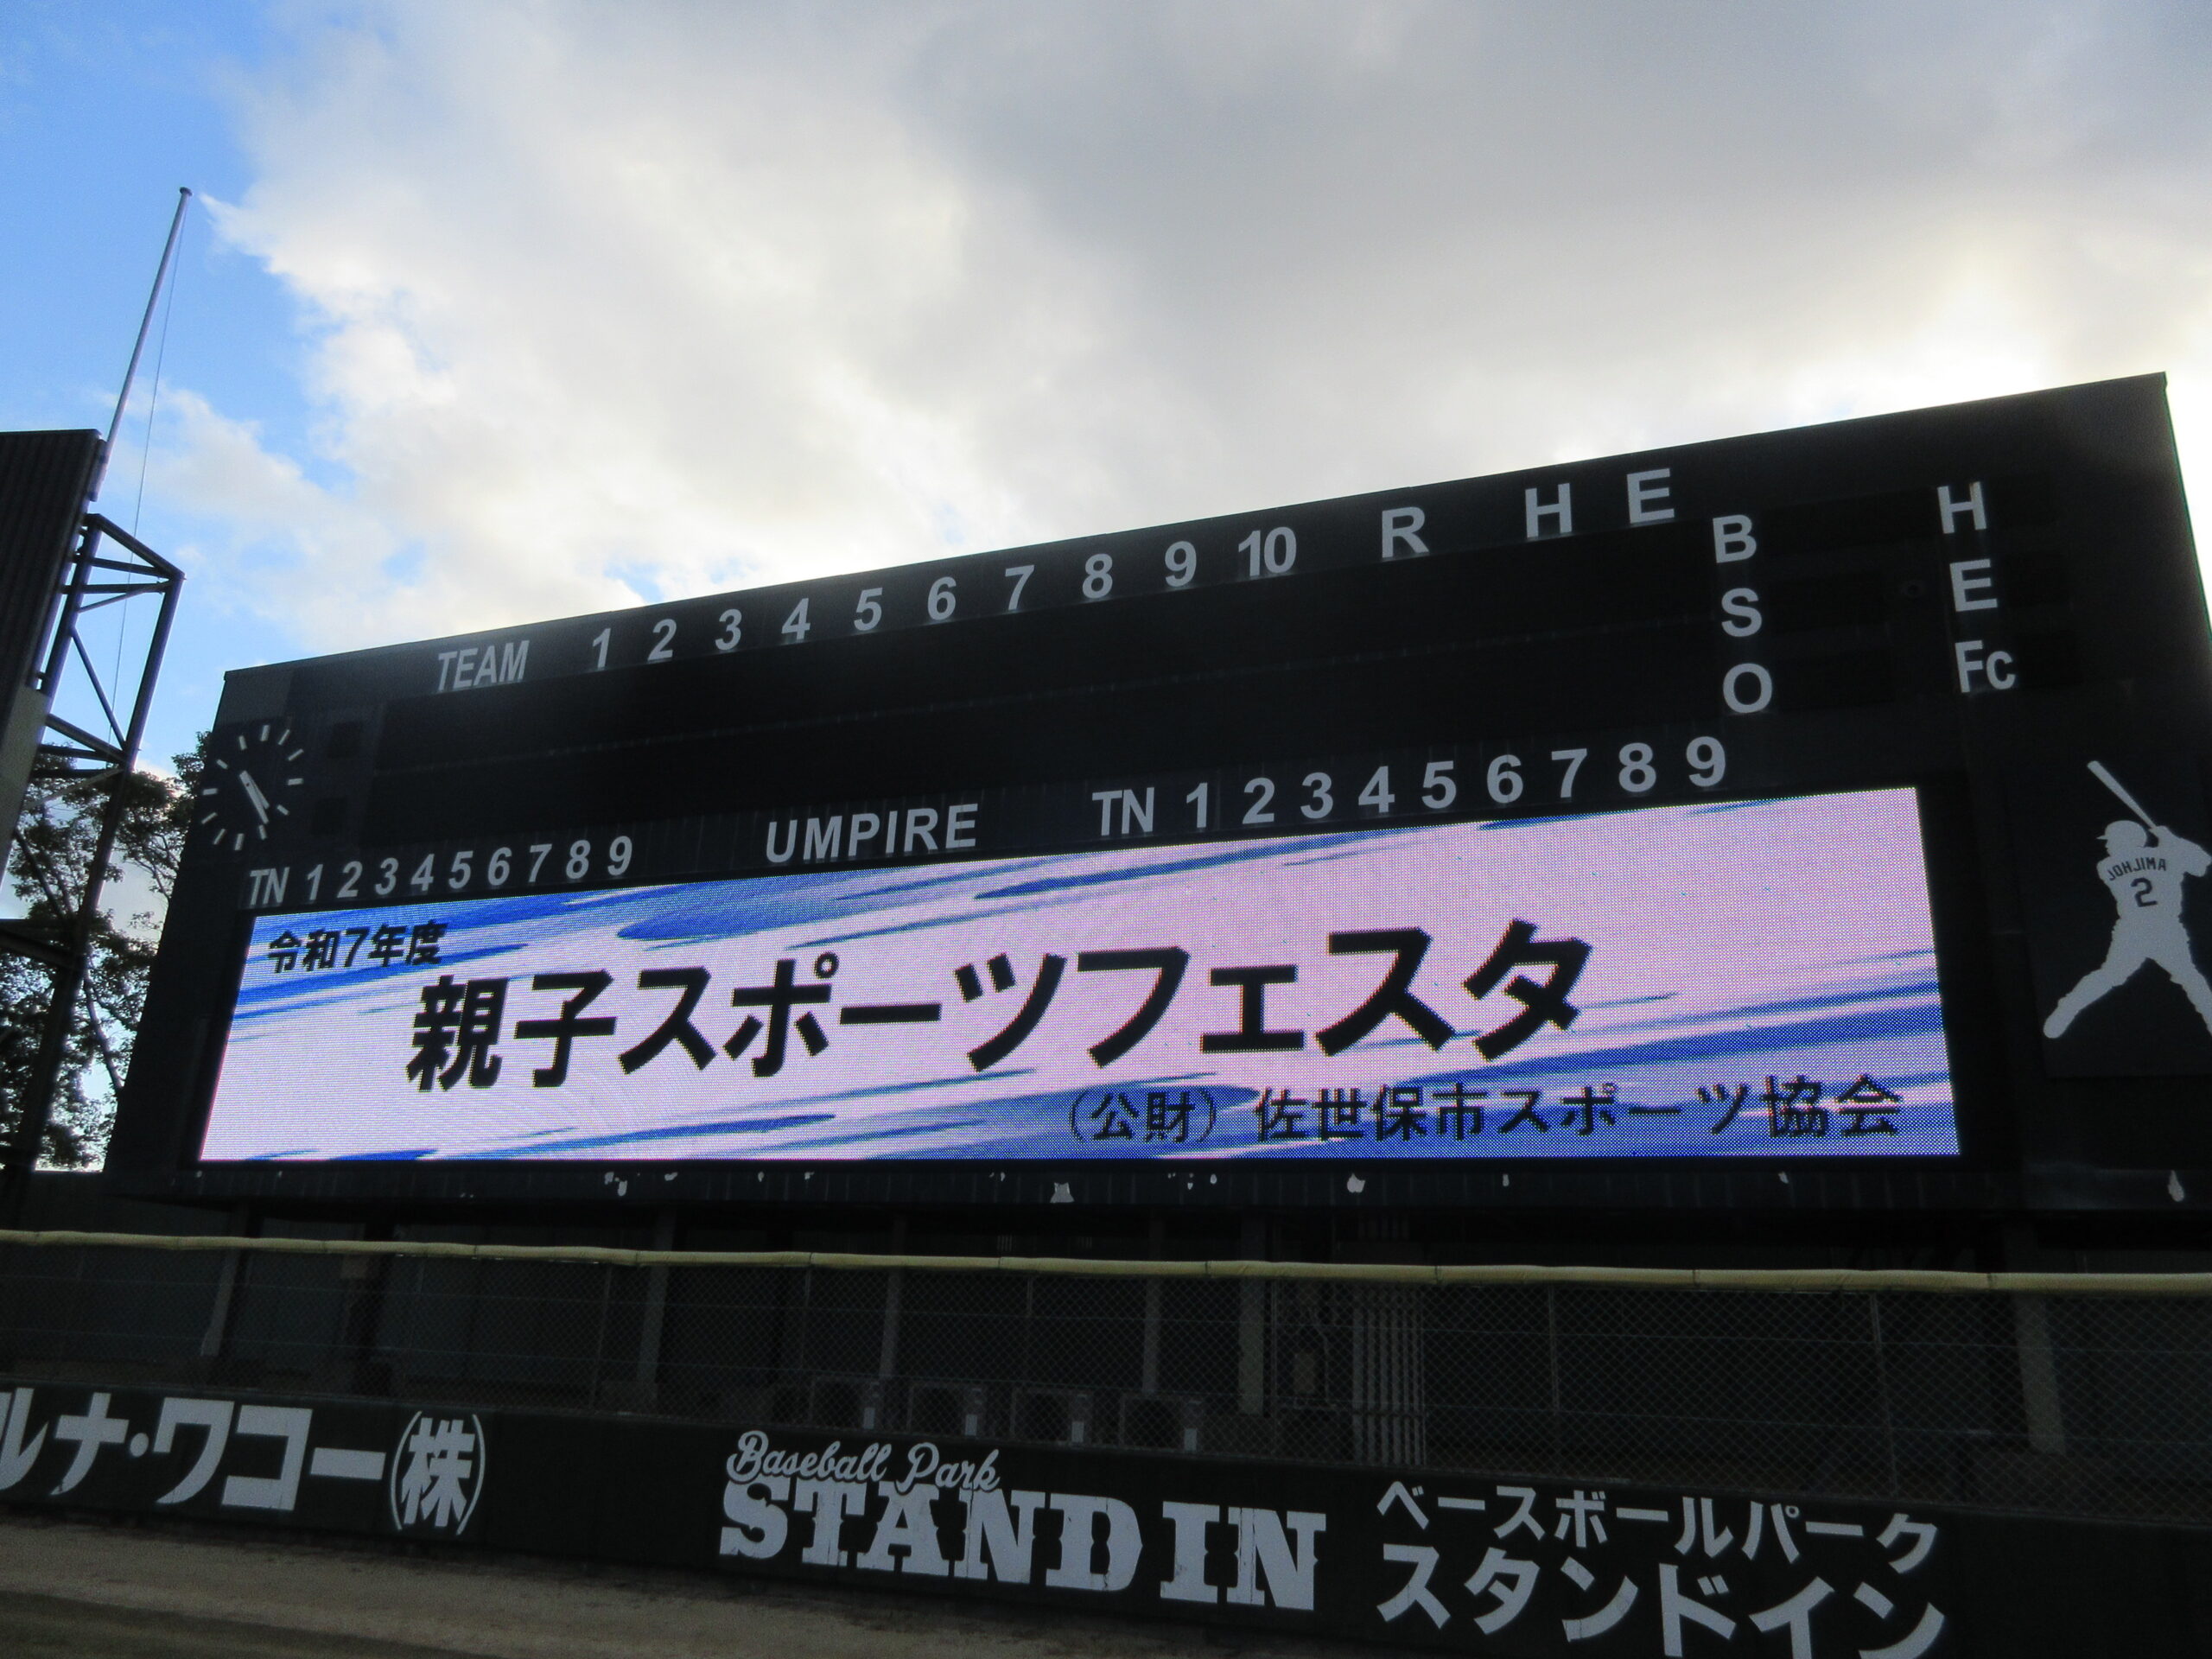 TEAM 1 2 3 4 5 6 7 8 9 10 R H E
B H
S E
O Fc
TN 1 2 3 4 5 6 7 8 9 UMPIRE TN 1 2 3 4 5 6 7 8 9
JOHJIMA
2
令和7年度
親子スポーツフェスタ
（公財）佐世保市スポーツ協会
ルナ・ワコー(株)
Baseball Park
STAND IN
ベースボールパーク
スタンドイン